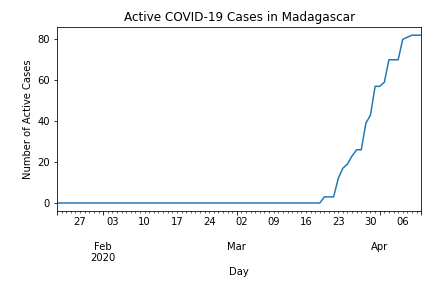 Active COVID-19 Cases in Madagascar
80
60
40
20
0
Number of Active Cases
27 03 10 17 24 02 09 16 23 30 06
Feb Mar Apr
2020
Day